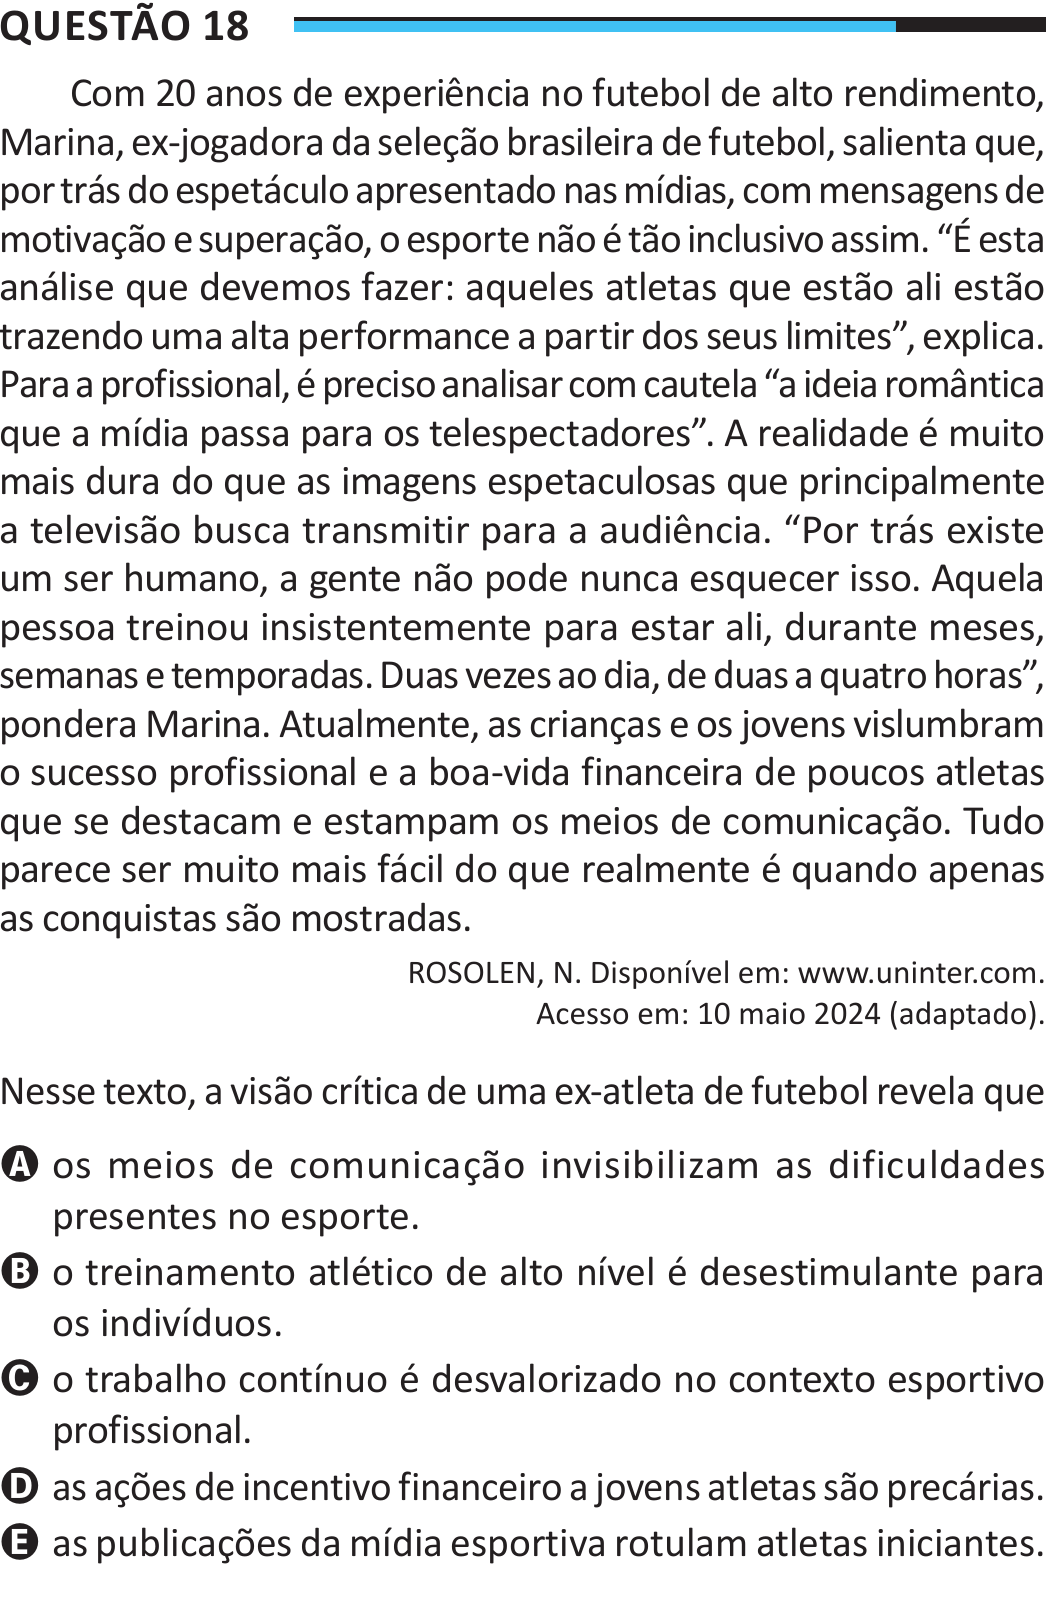 QUESTÃO 18
Com 20 anos de experiência no futebol de alto rendimento,
Marina, ex-jogadora da seleção brasileira de futebol, salienta que,
por trás do espetáculo apresentado nas mídias, com mensagens de
motivação e superação, o esporte não é tão inclusivo assim. “É esta
análise que devemos fazer: aqueles atletas que estão ali estão
trazendo uma alta performance a partir dos seus limites”, explica.
Para a profissional, é preciso analisar com cautela “a ideia romântica
que a mídia passa para os telespectadores”. A realidade é muito
mais dura do que as imagens espetaculosas que principalmente
a televisão busca transmitir para a audiência. “Por trás existe
um ser humano, a gente não pode nunca esquecer isso. Aquela
pessoa treinou insistentemente para estar ali, durante meses,
semanas e temporadas. Duas vezes ao dia, de duas a quatro horas”,
pondera Marina. Atualmente, as crianças e os jovens vislumbram
o sucesso profissional e a boa-vida financeira de poucos atletas
que se destacam e estampam os meios de comunicação. Tudo
parece ser muito mais fácil do que realmente é quando apenas
as conquistas são mostradas.
ROSOLEN, N. Disponível em: www.uninter.com.
Acesso em: 10 maio 2024 (adaptado).
Nesse texto, a visão crítica de uma ex-atleta de futebol revela que
A os meios de comunicação invisibilizam as dificuldades
presentes no esporte.
B o treinamento atlético de alto nível é desestimulante para
os indivíduos.
C o trabalho contínuo é desvalorizado no contexto esportivo
profissional.
D as ações de incentivo financeiro a jovens atletas são precárias.
E as publicações da mídia esportiva rotulam atletas iniciantes.